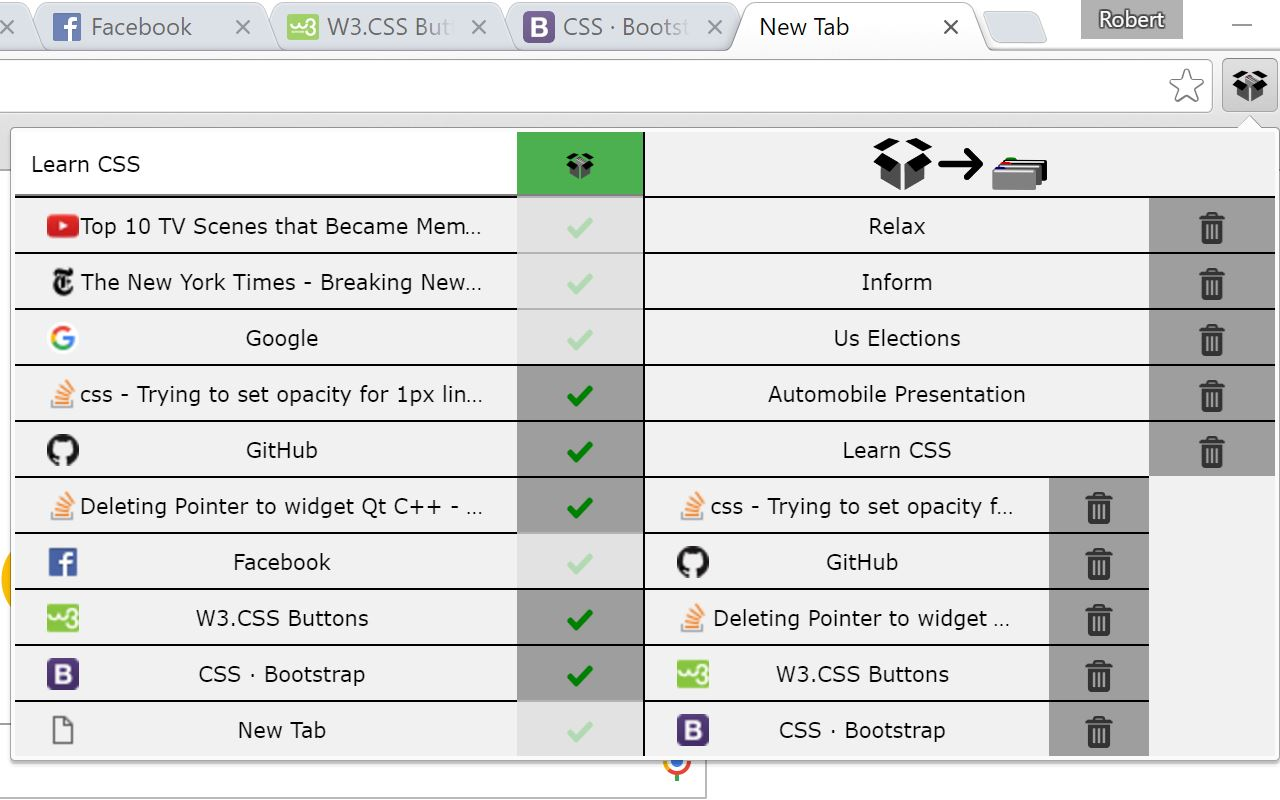 Facebook
W3.CSS But
CSS · Boots
New Tab
Robert
Learn CSS
Top 10 TV Scenes that Became Mem...
Relax
The New York Times - Breaking New...
Inform
Google
Us Elections
css - Trying to set opacity for 1px lin...
Automobile Presentation
GitHub
Learn CSS
Deleting Pointer to widget Qt C++ - ...
css - Trying to set opacity f...
Facebook
GitHub
W3.CSS Buttons
Deleting Pointer to widget ...
CSS · Bootstrap
W3.CSS Buttons
New Tab
CSS · Bootstrap